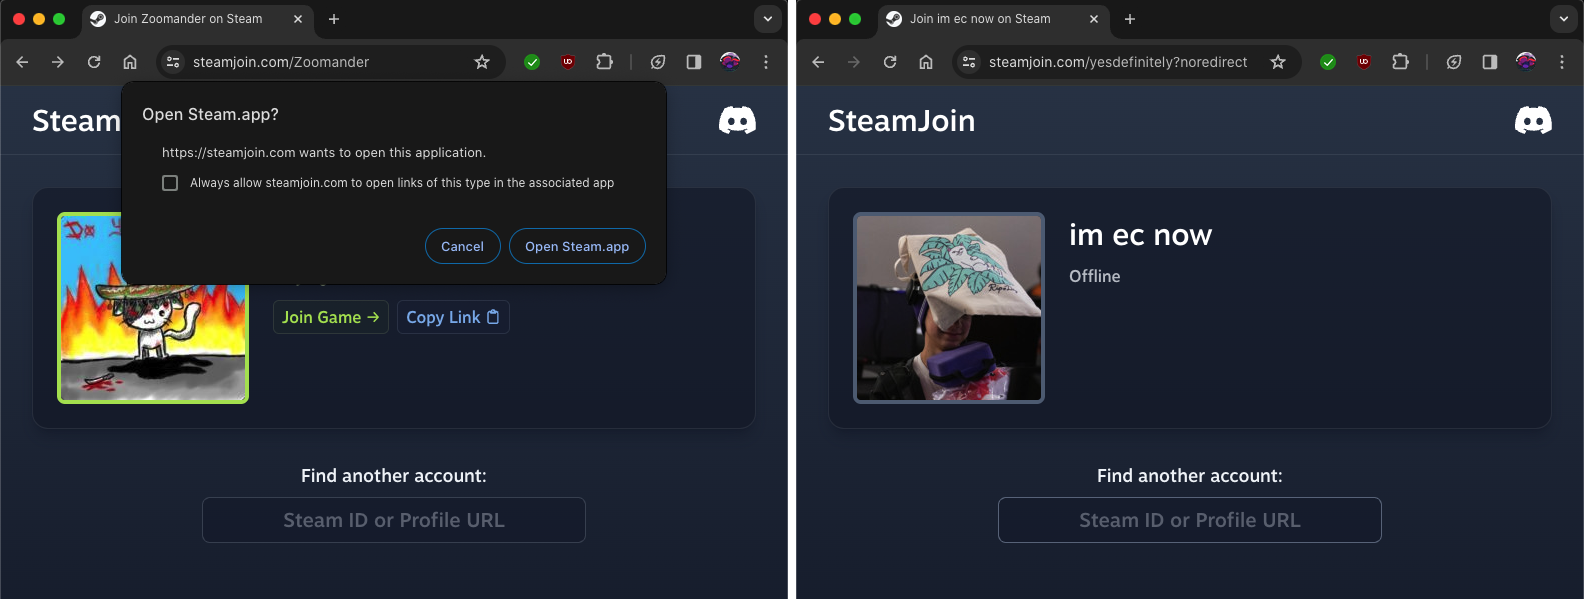 Join Zoomander on Steam
steamjoin.com/Zoomander
Steam
Open Steam.app?
https://steamjoin.com wants to open this application.
Always allow steamjoin.com to open links of this type in the associated app
Cancel
Open Steam.app
Do
Join Game →
Copy Link
Find another account:
Steam ID or Profile URL
Join im ec now on Steam
steamjoin.com/yesdefinitely?noredirect
SteamJoin
im ec now
Offline
Find another account:
Steam ID or Profile URL